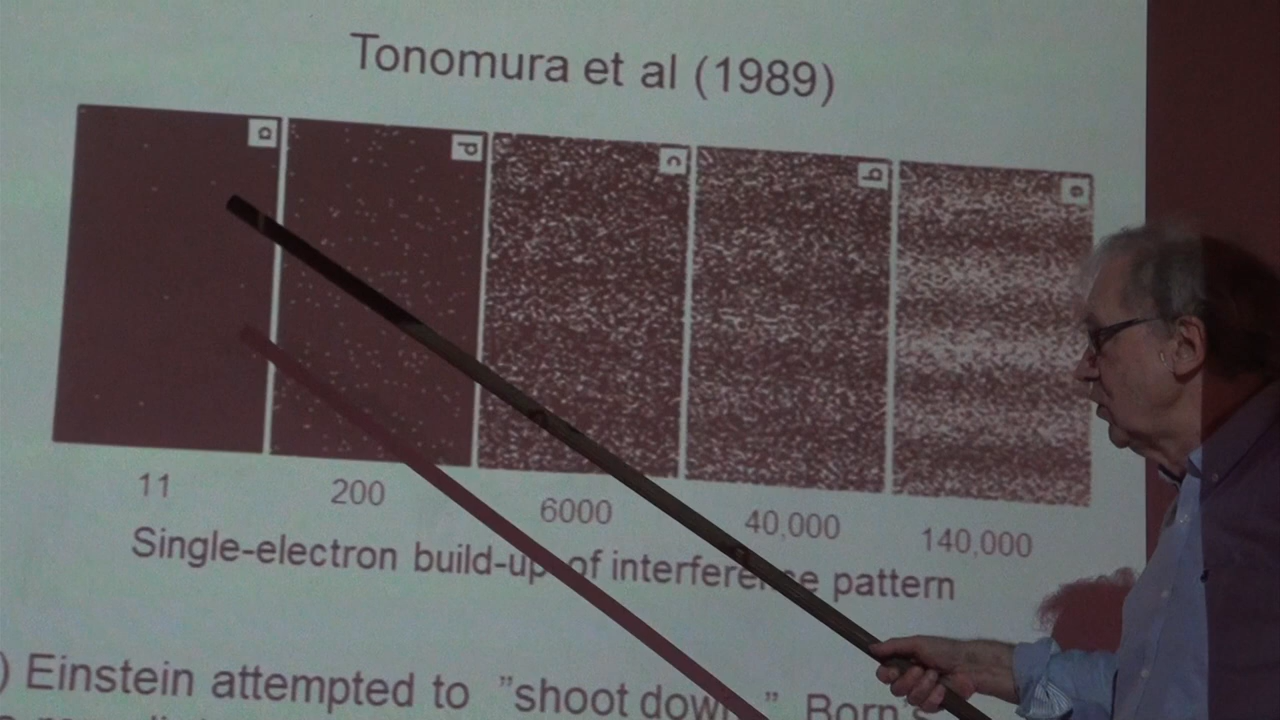 Tonomura et al (1989)
a b c d e
11 200 6000 40,000 140,000
Single-electron build-up of interference pattern
) Einstein attempted to ”shoot down ” Born's